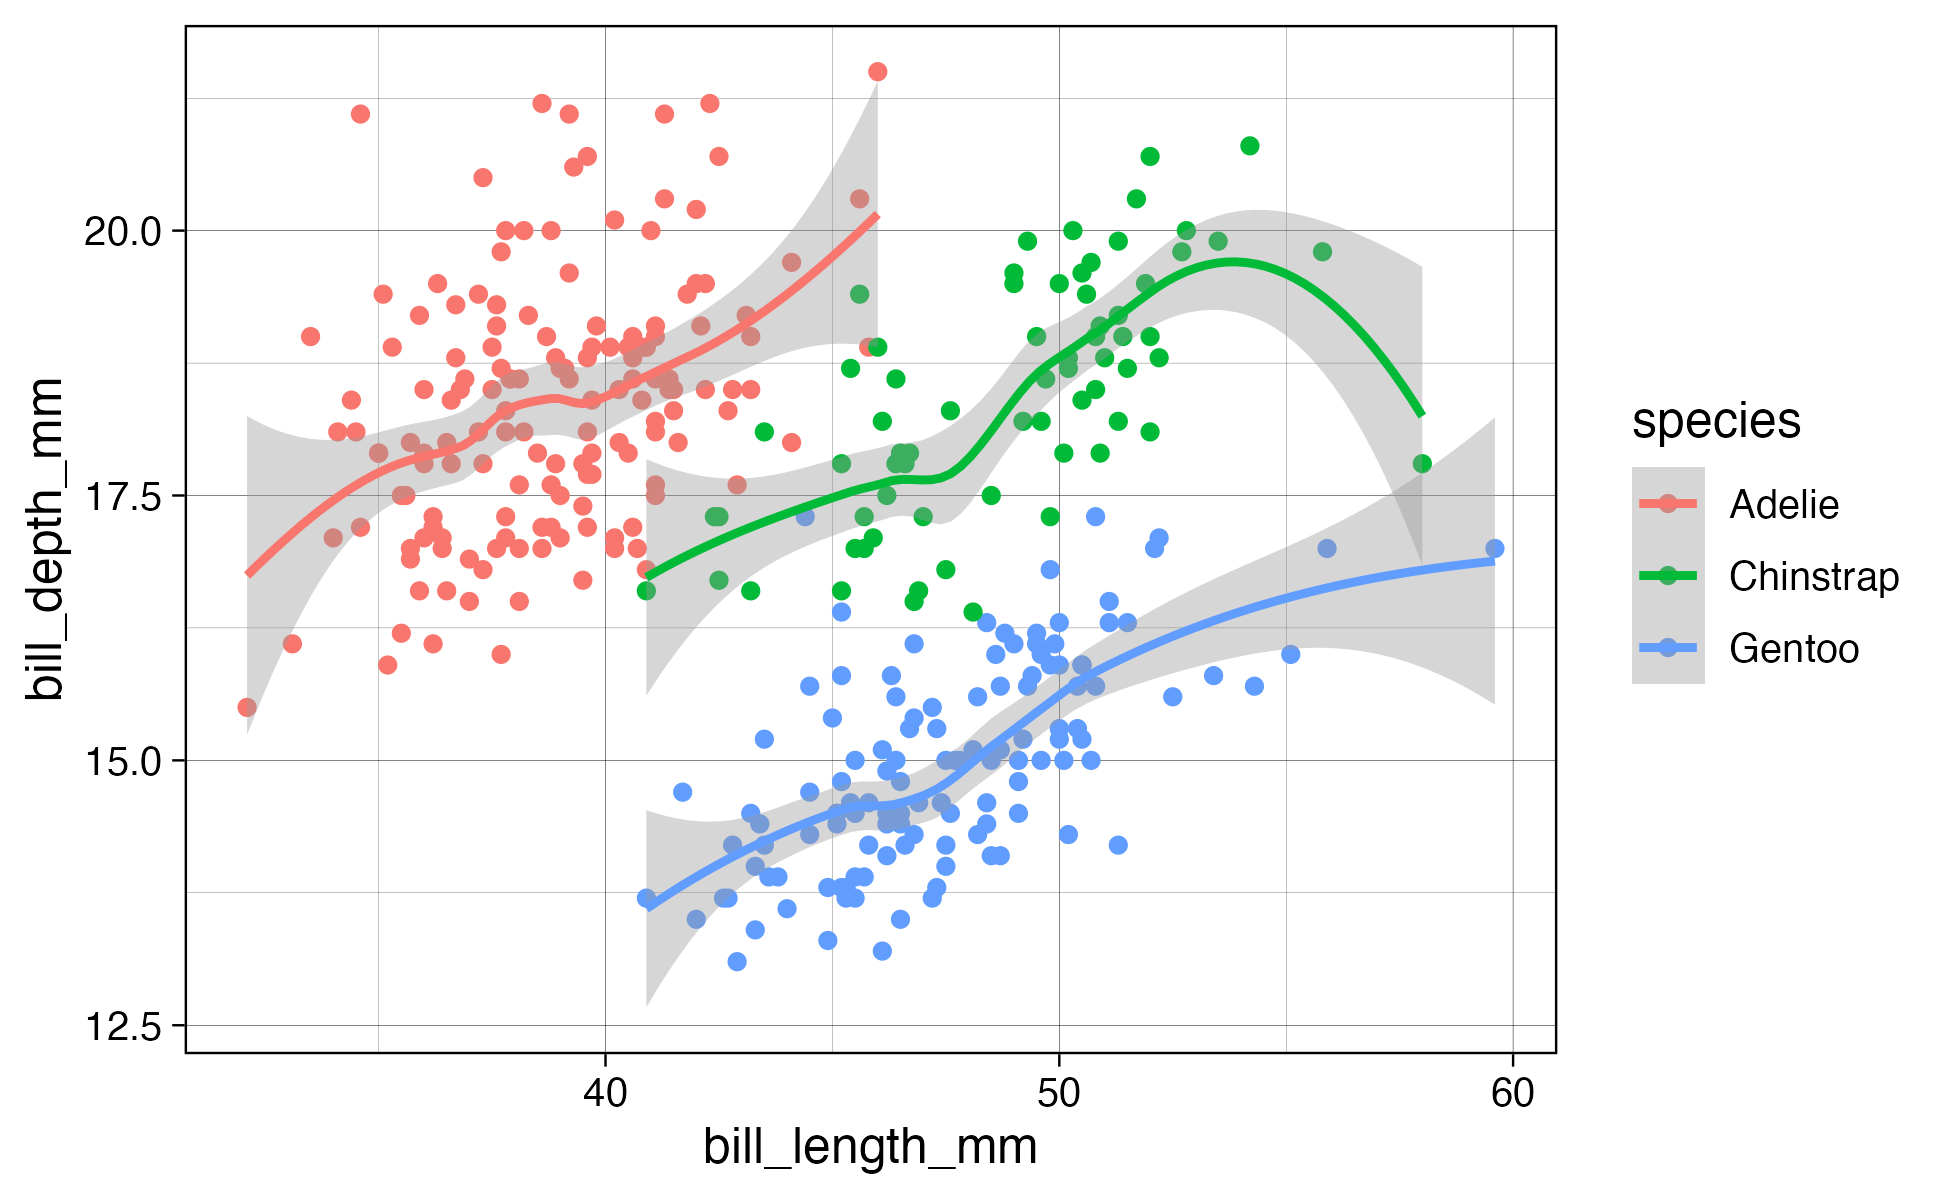 20.0
17.5
15.0
12.5
bill_depth_mm
40 50 60
bill_length_mm
species
Adelie
Chinstrap
Gentoo